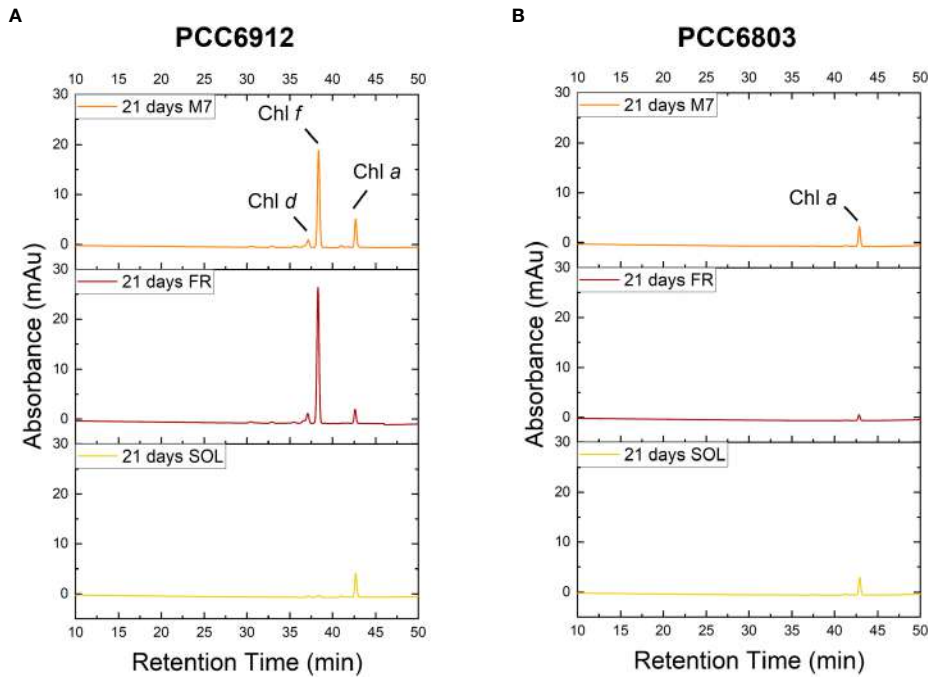 A
PCC6912
10 15 20 25 30 35 40 45 50
30
20
10
0
21 days M7
Chl f
Chl d
Chl a
30
20
10
0
21 days FR
30
20
10
0
21 days SOL
10 15 20 25 30 35 40 45 50
Absorbance (mAu)
Retention Time (min)
B
PCC6803
10 15 20 25 30 35 40 45 50
30
20
10
0
21 days M7
Chl a
30
20
10
0
21 days FR
30
20
10
0
21 days SOL
10 15 20 25 30 35 40 45 50
Absorbance (mAu)
Retention Time (min)